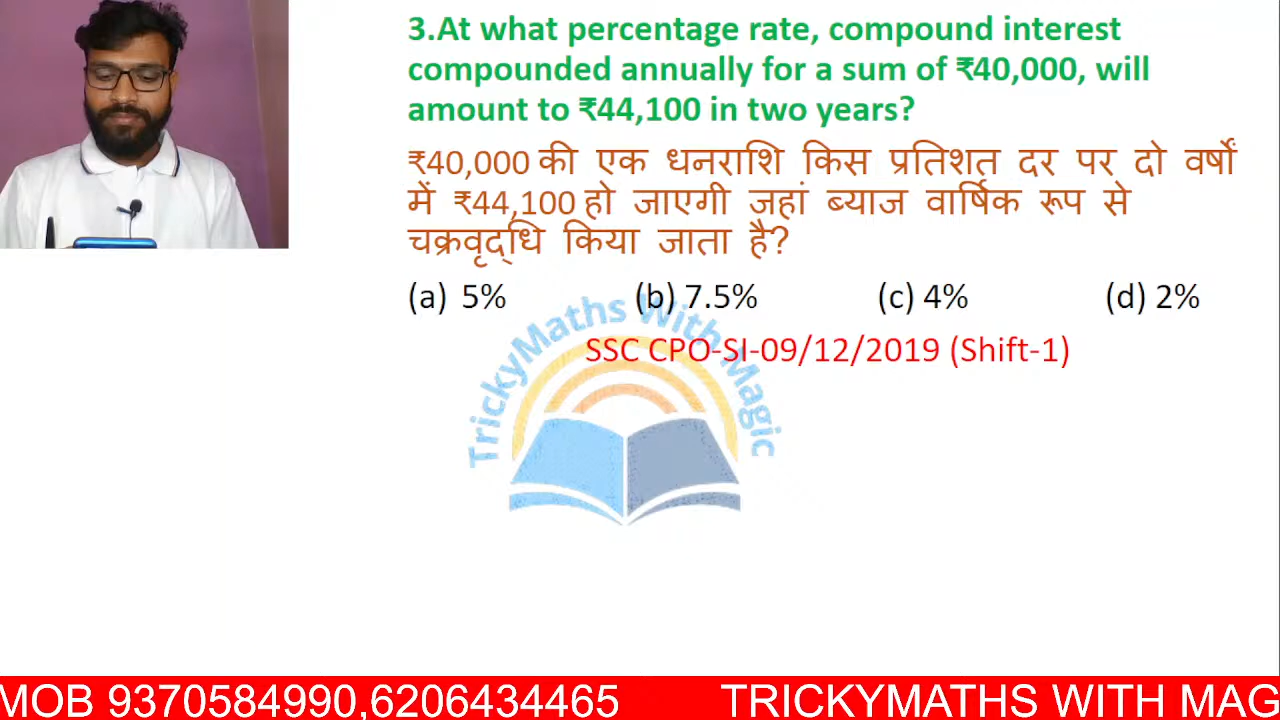 3.At what percentage rate, compound interest
compounded annually for a sum of ₹40,000, will
amount to ₹44,100 in two years?
₹40,000 की एक धनराशि किस प्रतिशत दर पर दो वर्षों
में ₹44,100 हो जाएगी जहां ब्याज वार्षिक रूप से
चक्रवृद्धि किया जाता है?
(a) 5% (b) 7.5% (c) 4% (d) 2%
SSC CPO-SI-09/12/2019 (Shift-1)
TrickyMaths With Magic
MOB 9370584990,6206434465 TRICKYMATHS WITH MAG